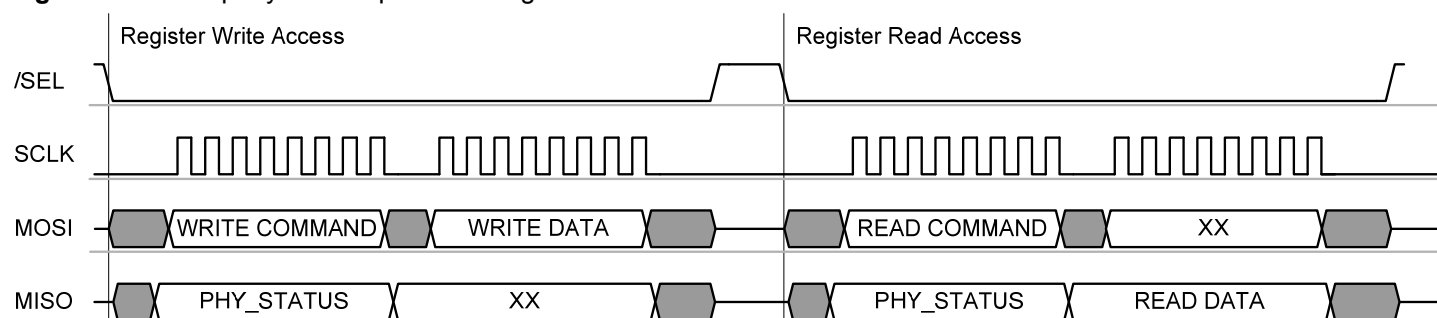 Register Write Access Register Read Access
/SEL
SCLK
MOSI WRITE COMMAND WRITE DATA READ COMMAND XX
MISO PHY_STATUS XX PHY_STATUS READ DATA